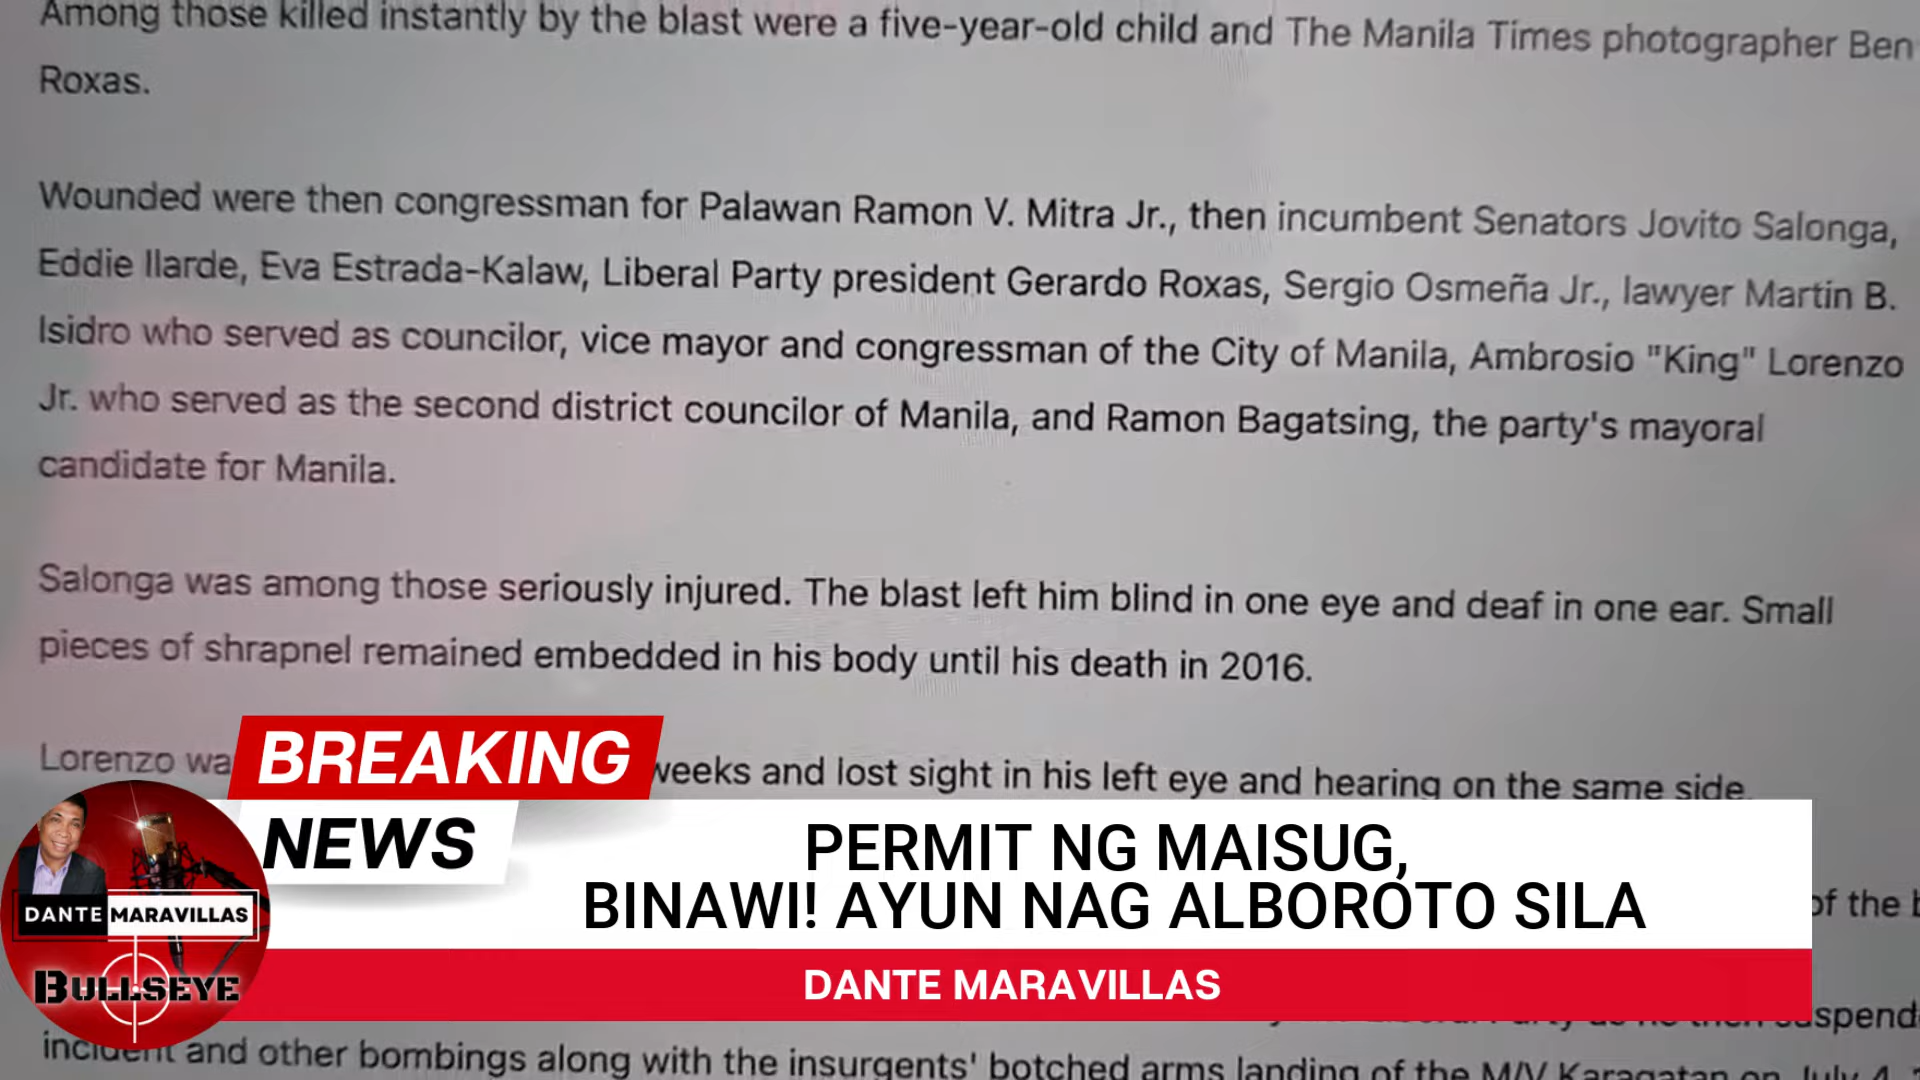 Among those killed instantly by the blast were a five-year-old child and The Manila Times photographer Ben
Roxas.
Wounded were then congressman for Palawan Ramon V. Mitra Jr., then incumbent Senators Jovito Salonga,
Eddie Ilarde, Eva Estrada-Kalaw, Liberal Party president Gerardo Roxas, Sergio Osmeña Jr., lawyer Martin B.
Isidro who served as councilor, vice mayor and congressman of the City of Manila, Ambrosio "King" Lorenzo
Jr. who served as the second district councilor of Manila, and Ramon Bagatsing, the party's mayoral
candidate for Manila.
Salonga was among those seriously injured. The blast left him blind in one eye and deaf in one ear. Small
pieces of shrapnel remained embedded in his body until his death in 2016.
Lorenzo weeks and lost sight in his left eye and hearing on the same side.
of the
incident and other bombings along with the insurgents' botched arms landing of the M/V Karagatan on July 4,
BREAKING
NEWS
PERMIT NG MAISUG,
BINAWI! AYUN NAG ALBOROTO SILA
DANTE MARAVILLAS
DANTE MARAVILLAS
BULLSEYE